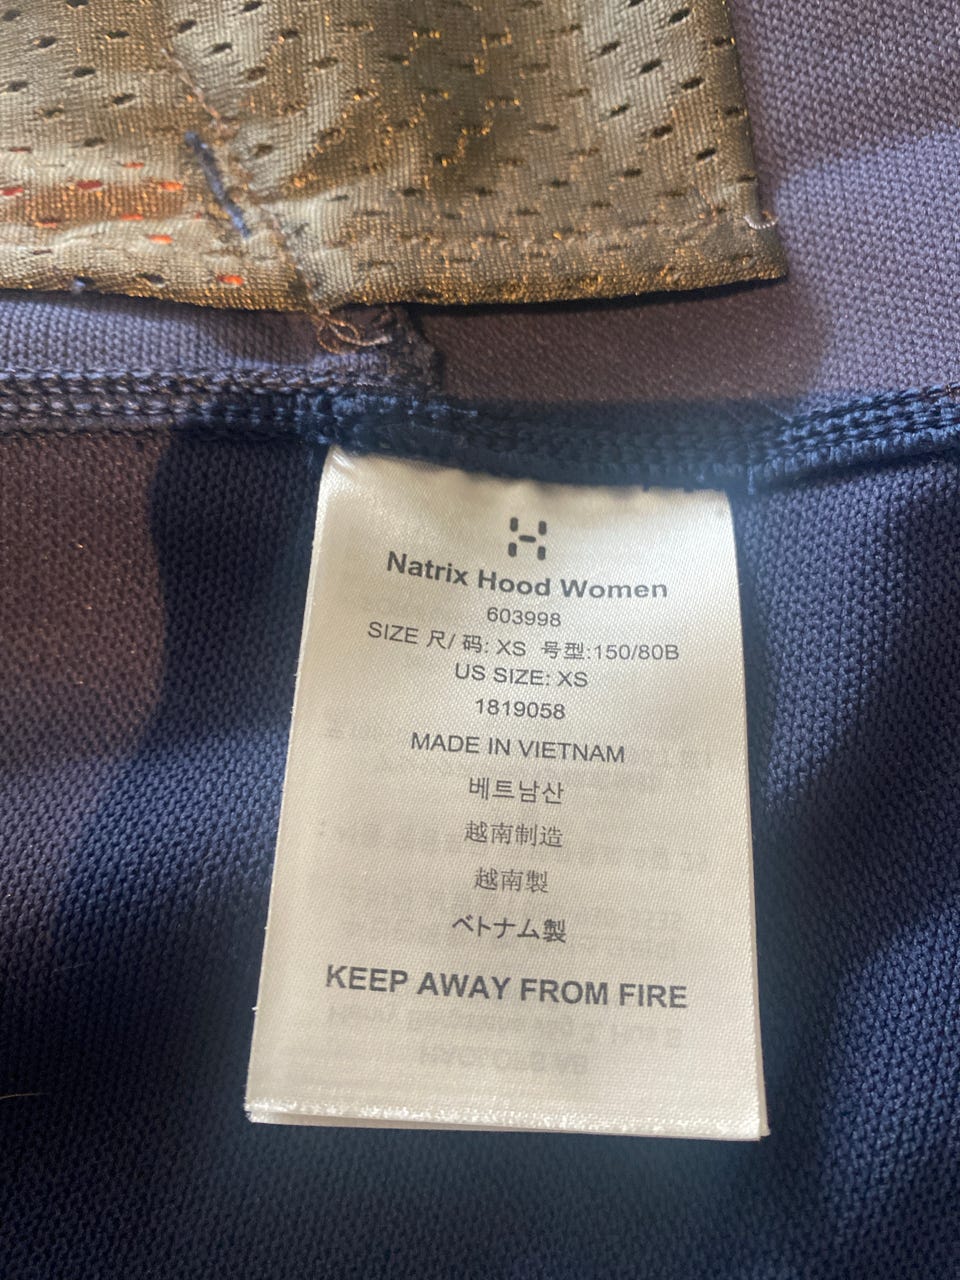 Natrix Hood Women
603998
SIZE 尺/ 码: XS 号型:150/80B
US SIZE: XS
1819058
MADE IN VIETNAM
베트남산
越南制造
越南製
ベトナム製
KEEP AWAY FROM FIRE